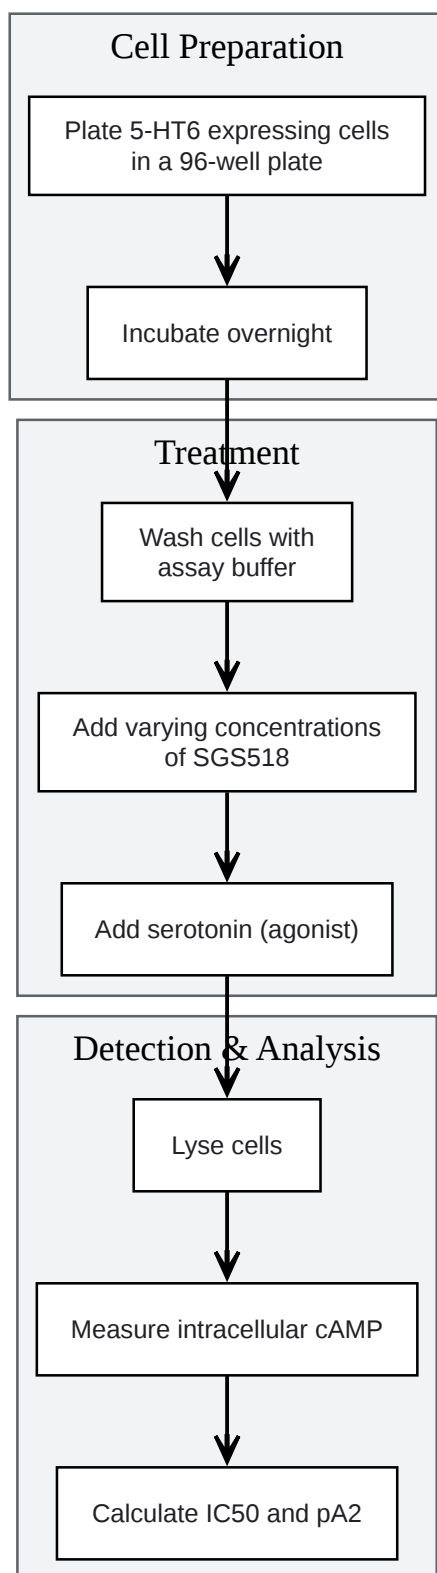 Cell Preparation
Plate 5-HT6 expressing cells
in a 96-well plate
Incubate overnight
Treatment
Wash cells with
assay buffer
Add varying concentrations
of SGS518
Add serotonin (agonist)
Detection & Analysis
Lyse cells
Measure intracellular cAMP
Calculate IC50 and pA2